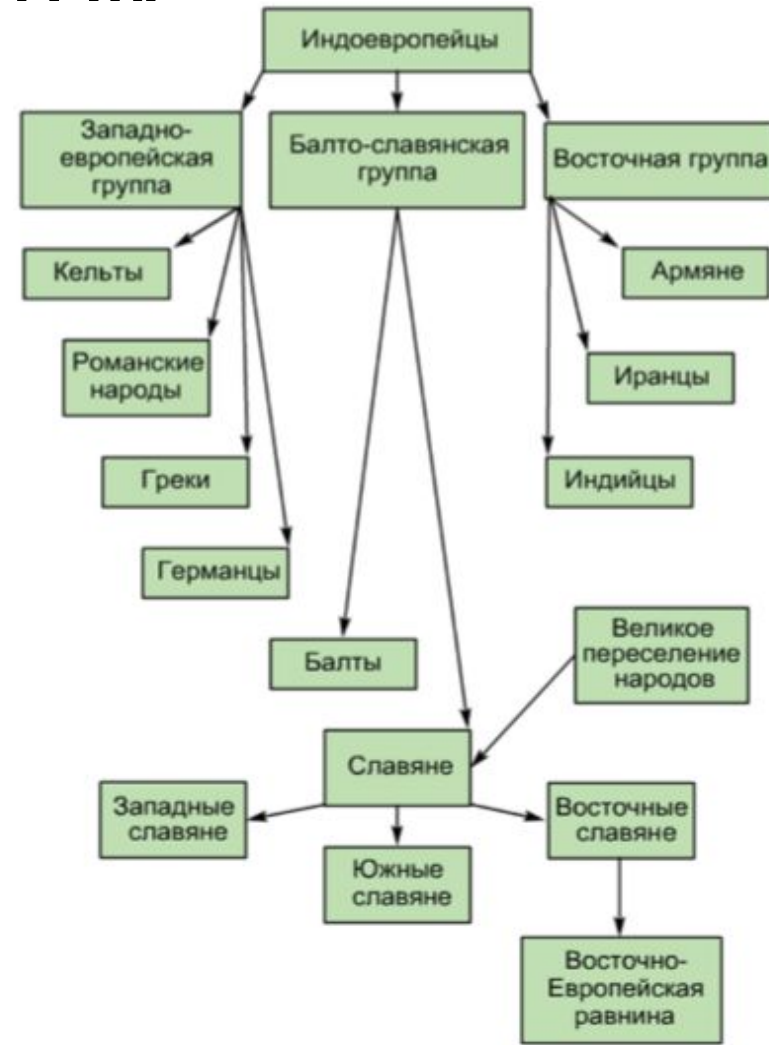 Индоевропейцы
Западно-
европейская
группа
Балто-славянская
группа
Восточная группа
Кельты
Армяне
Романские
народы
Иранцы
Греки
Индийцы
Германцы
Балты
Великое
переселение
народов
Славяне
Западные
славяне
Южные
славяне
Восточные
славяне
Восточно-
Европейская
равнина